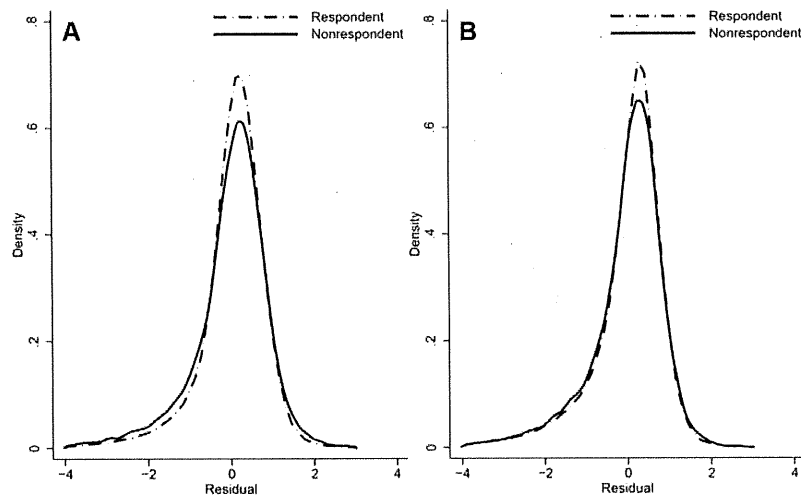 A
Respondent
Nonrespondent
Density
.8
.6
.4
.2
0
−4
−2
0
2
4
Residual
B
Respondent
Nonrespondent
Density
.8
.6
.4
.2
0
−4
−2
0
2
4
Residual